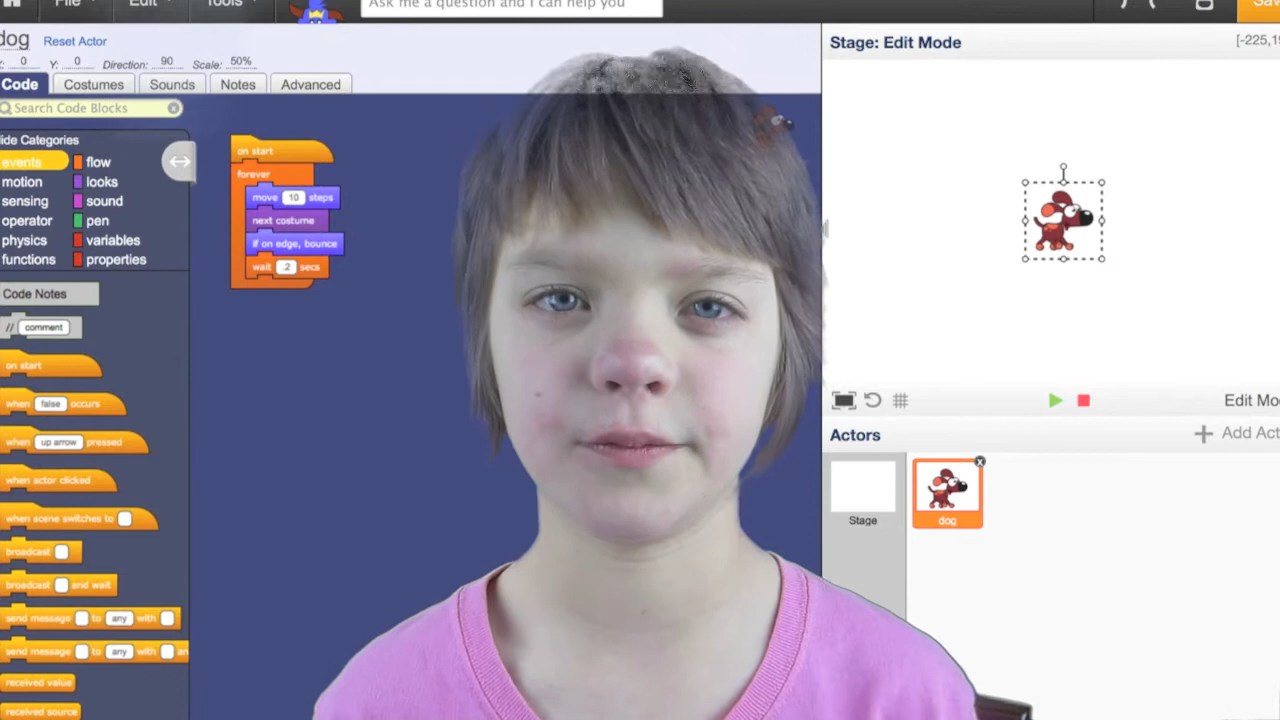 File
Edit
Tools
Ask me a question and I can help you
dog
Reset Actor
0 Y: 0 Direction: 90 Scale: 50%
Code Costumes Sounds Notes Advanced
Search Code Blocks
Categories
events flow
motion looks
sensing sound
operator pen
physics variables
functions properties
Code Notes
// comment
on start
when false occurs
when up arrow pressed
when actor clicked
when scene switches to
broadcast
broadcast and wait
send message to any with
send message to any with
received value
received source
on start
forever
move 10 steps
next costume
if on edge, bounce
wait .2 secs
Stage: Edit Mode
Actors
Stage
dog